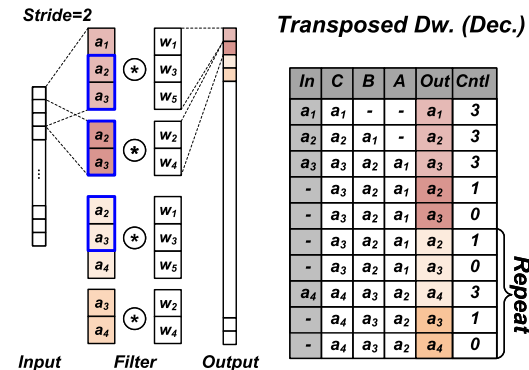 Stride=2
Transposed Dw. (Dec.)
a1 w1
a2 * w3
a3 w5
a2 * w2
a3 w4
a2 w1
a3 * w3
a4 w5
a3 * w2
a4 w4
...
Input Filter Output
In C B A Out Cntl
a1 a1 - - a1 3
a2 a2 a1 - a2 3
a3 a3 a2 a1 a3 3
- a3 a2 a1 a2 1
- a3 a2 a1 a3 0
- a3 a2 a1 a2 1
- a3 a2 a1 a3 0
a4 a4 a3 a2 a4 3
- a4 a3 a2 a3 1
- a4 a3 a2 a4 0
Repeat